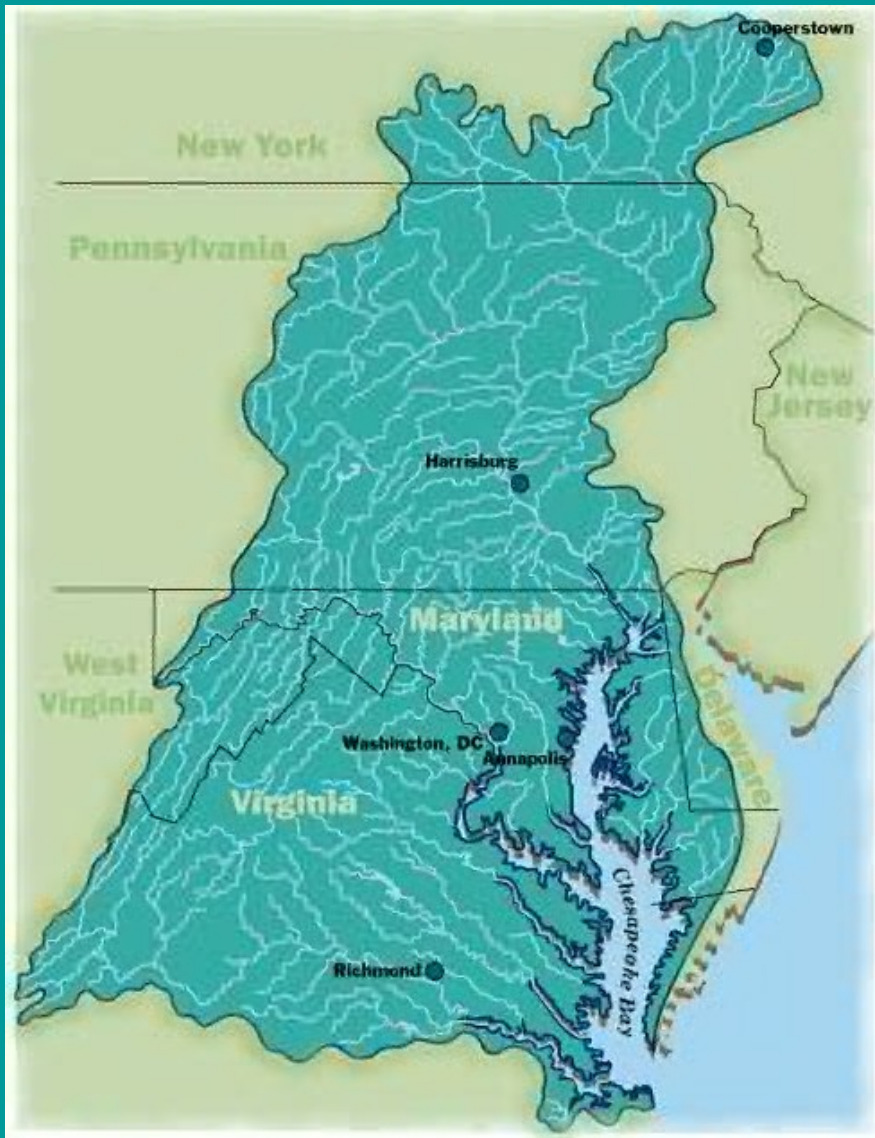 Cooperstown
New York
Pennsylvania
New
Jersey
Harrisburg
Maryland
West
Virginia
Delaware
Washington, DC
Annapolis
Virginia
Chesapeake Bay
Richmond